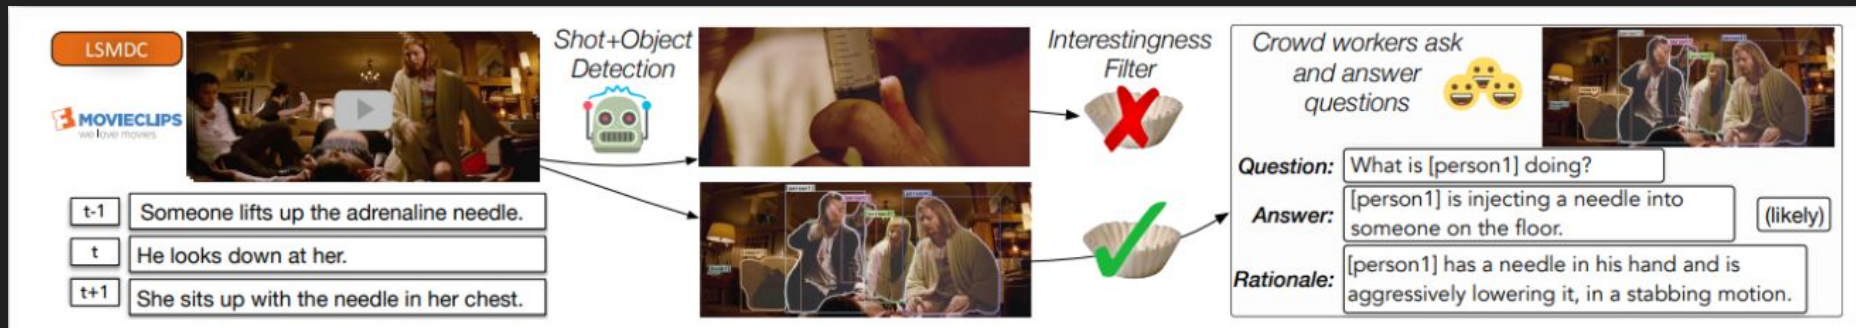 LSMDC
MOVIECLIPS
we love movies
t-1
Someone lifts up the adrenaline needle.
t
He looks down at her.
t+1
She sits up with the needle in her chest.
Shot+Object
Detection
Interestingness
Filter
Crowd workers ask
and answer
questions
Question:
What is [person1] doing?
Answer:
[person1] is injecting a needle into
someone on the floor.
(likely)
Rationale:
[person1] has a needle in his hand and is
aggressively lowering it, in a stabbing motion.